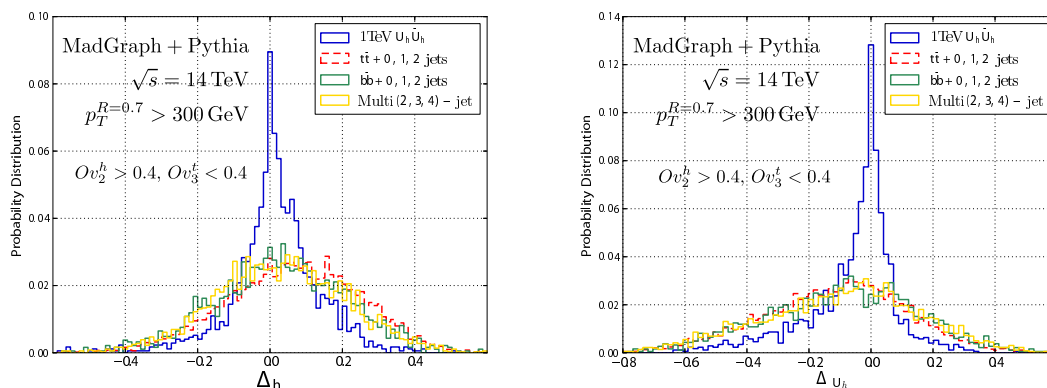 0.10
0.08
0.06
0.04
0.02
0.00
Probability Distribution
MadGraph + Pythia
√s = 14 TeV
p_T^{R=0.7} > 300 GeV
Ov_2^h > 0.4, Ov_3^t < 0.4
1TeV U_h Ū_h
tt̄ + 0, 1, 2 jets
bb̄ + 0, 1, 2 jets
Multi (2, 3, 4) − jet
−0.4
−0.2
0.0
0.2
0.4
Δ_h
0.14
0.12
0.10
0.08
0.06
0.04
0.02
0.00
Probability Distribution
MadGraph + Pythia
√s = 14 TeV
p_T^{R=0.7} > 300 GeV
Ov_2^h > 0.4, Ov_3^t < 0.4
1TeV U_h Ū_h
tt̄ + 0, 1, 2 jets
bb̄ + 0, 1, 2 jets
Multi (2, 3, 4) − jet
−0.8
−0.6
−0.4
−0.2
0.0
0.2
0.4
Δ_{U_h}